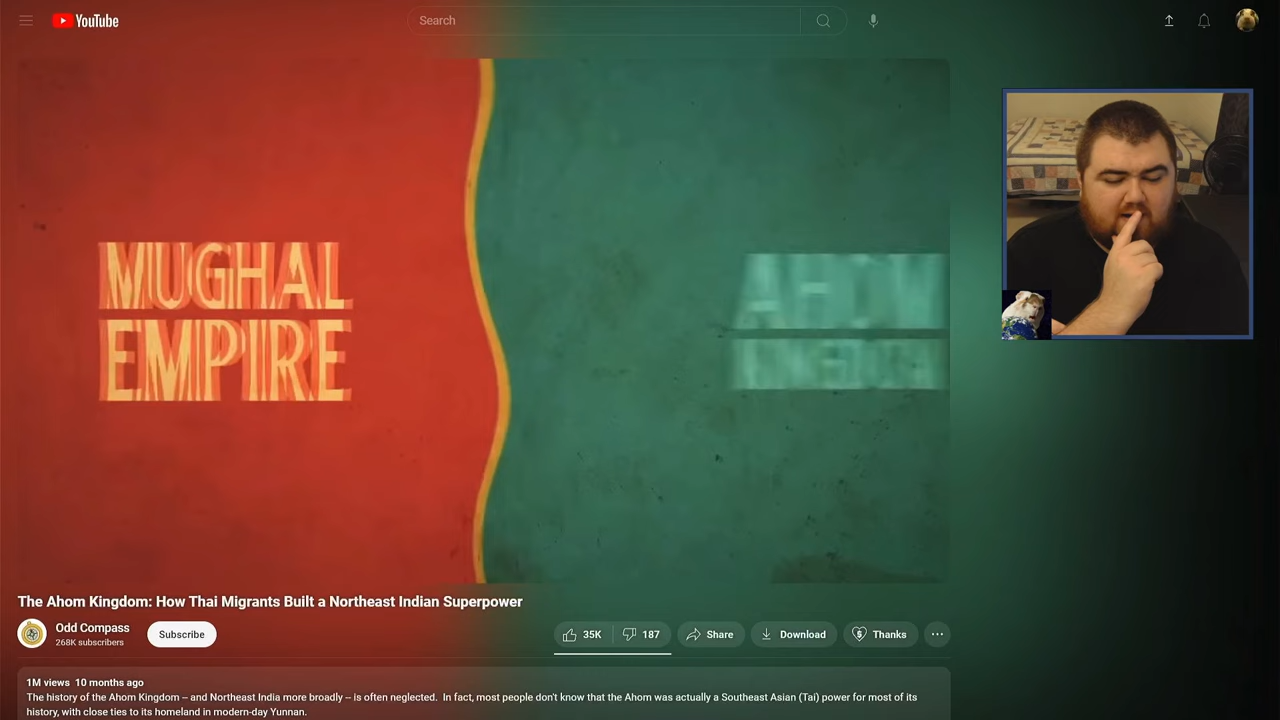 YouTube
Search
MUGHAL
EMPIRE
The Ahom Kingdom: How Thai Migrants Built a Northeast Indian Superpower
Odd Compass
268K subscribers
Subscribe
35K
187
Share
Download
Thanks
1M views 10 months ago
The history of the Ahom Kingdom – and Northeast India more broadly – is often neglected. In fact, most people don't know that the Ahom was actually a Southeast Asian (Tai) power for most of its
history, with close ties to its homeland in modern-day Yunnan.